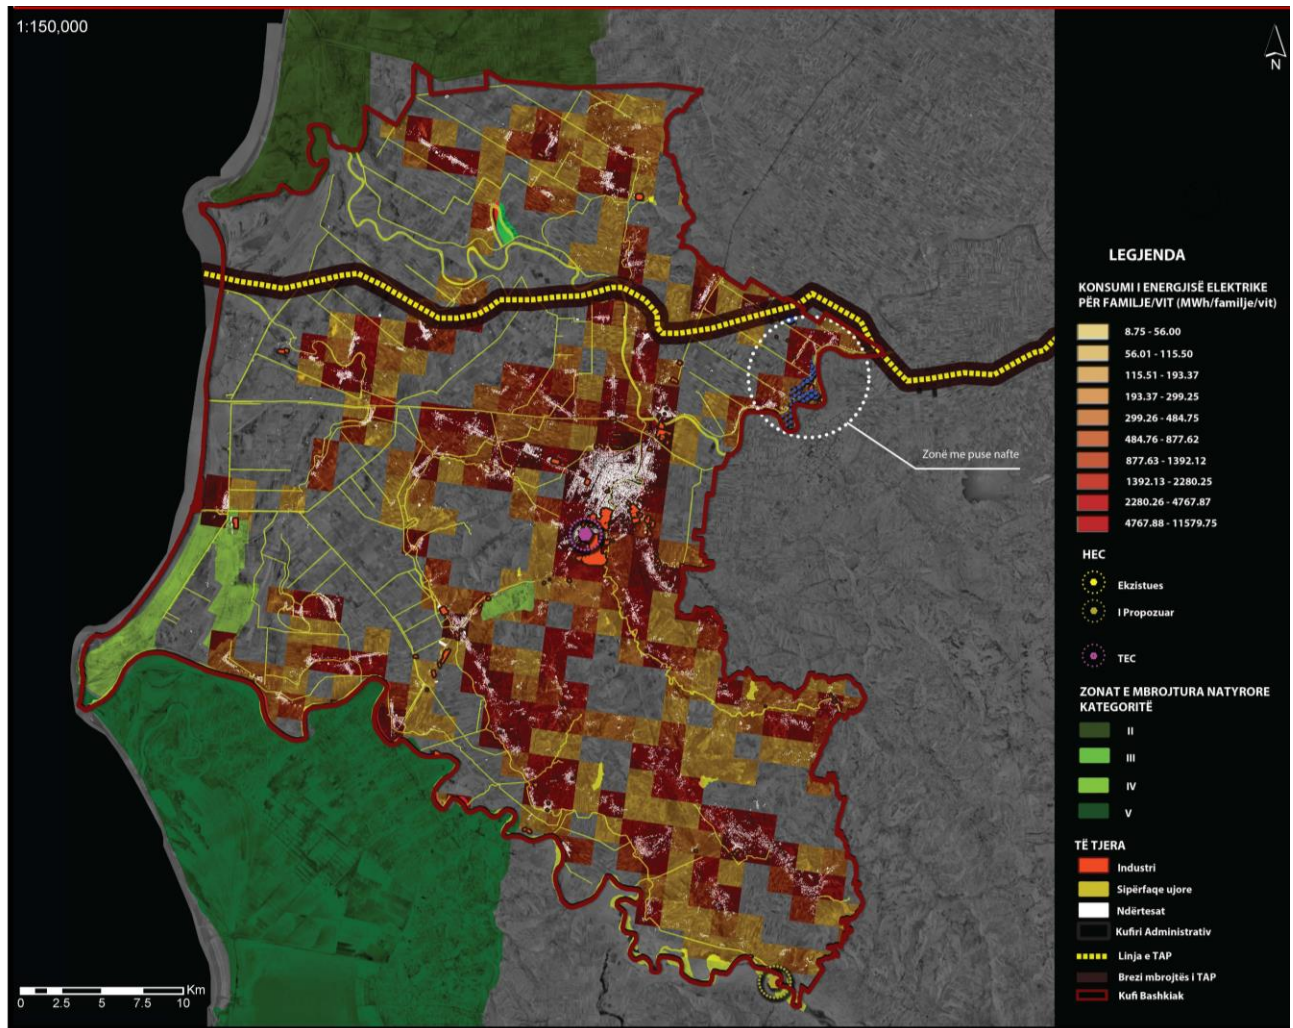 1:150,000
N
LEGJENDA
KONSUMI I ENERGJISË ELEKTRIKE
PËR FAMILJE/VIT (MWh/familje/vit)
8.75 - 56.00
56.01 - 115.50
115.51 - 193.37
193.37 - 299.25
299.26 - 484.75
484.76 - 877.62
877.63 - 1392.12
1392.13 - 2280.25
2280.26 - 4767.87
4767.88 - 11579.75
Zonë me puse nafte
HEC
Ekzistues
I Propozuar
TEC
ZONAT E MBROJTURA NATYRORE
KATEGORITË
II
III
IV
V
TË TJERA
Industri
Sipërfaqe ujore
Ndërtesat
Kufiri Administrativ
Linja e TAP
Brezi mbrojtës i TAP
Kufi Bashkiak
Km
0 2.5 5 7.5 10